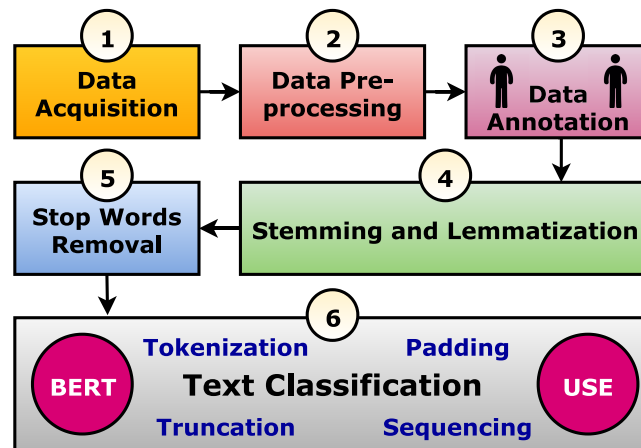 1
Data
Acquisition
2
Data Pre-
processing
3
Data
Annotation
4
Stemming and Lemmatization
5
Stop Words
Removal
6
Tokenization Padding
BERT Text Classification USE
Truncation Sequencing